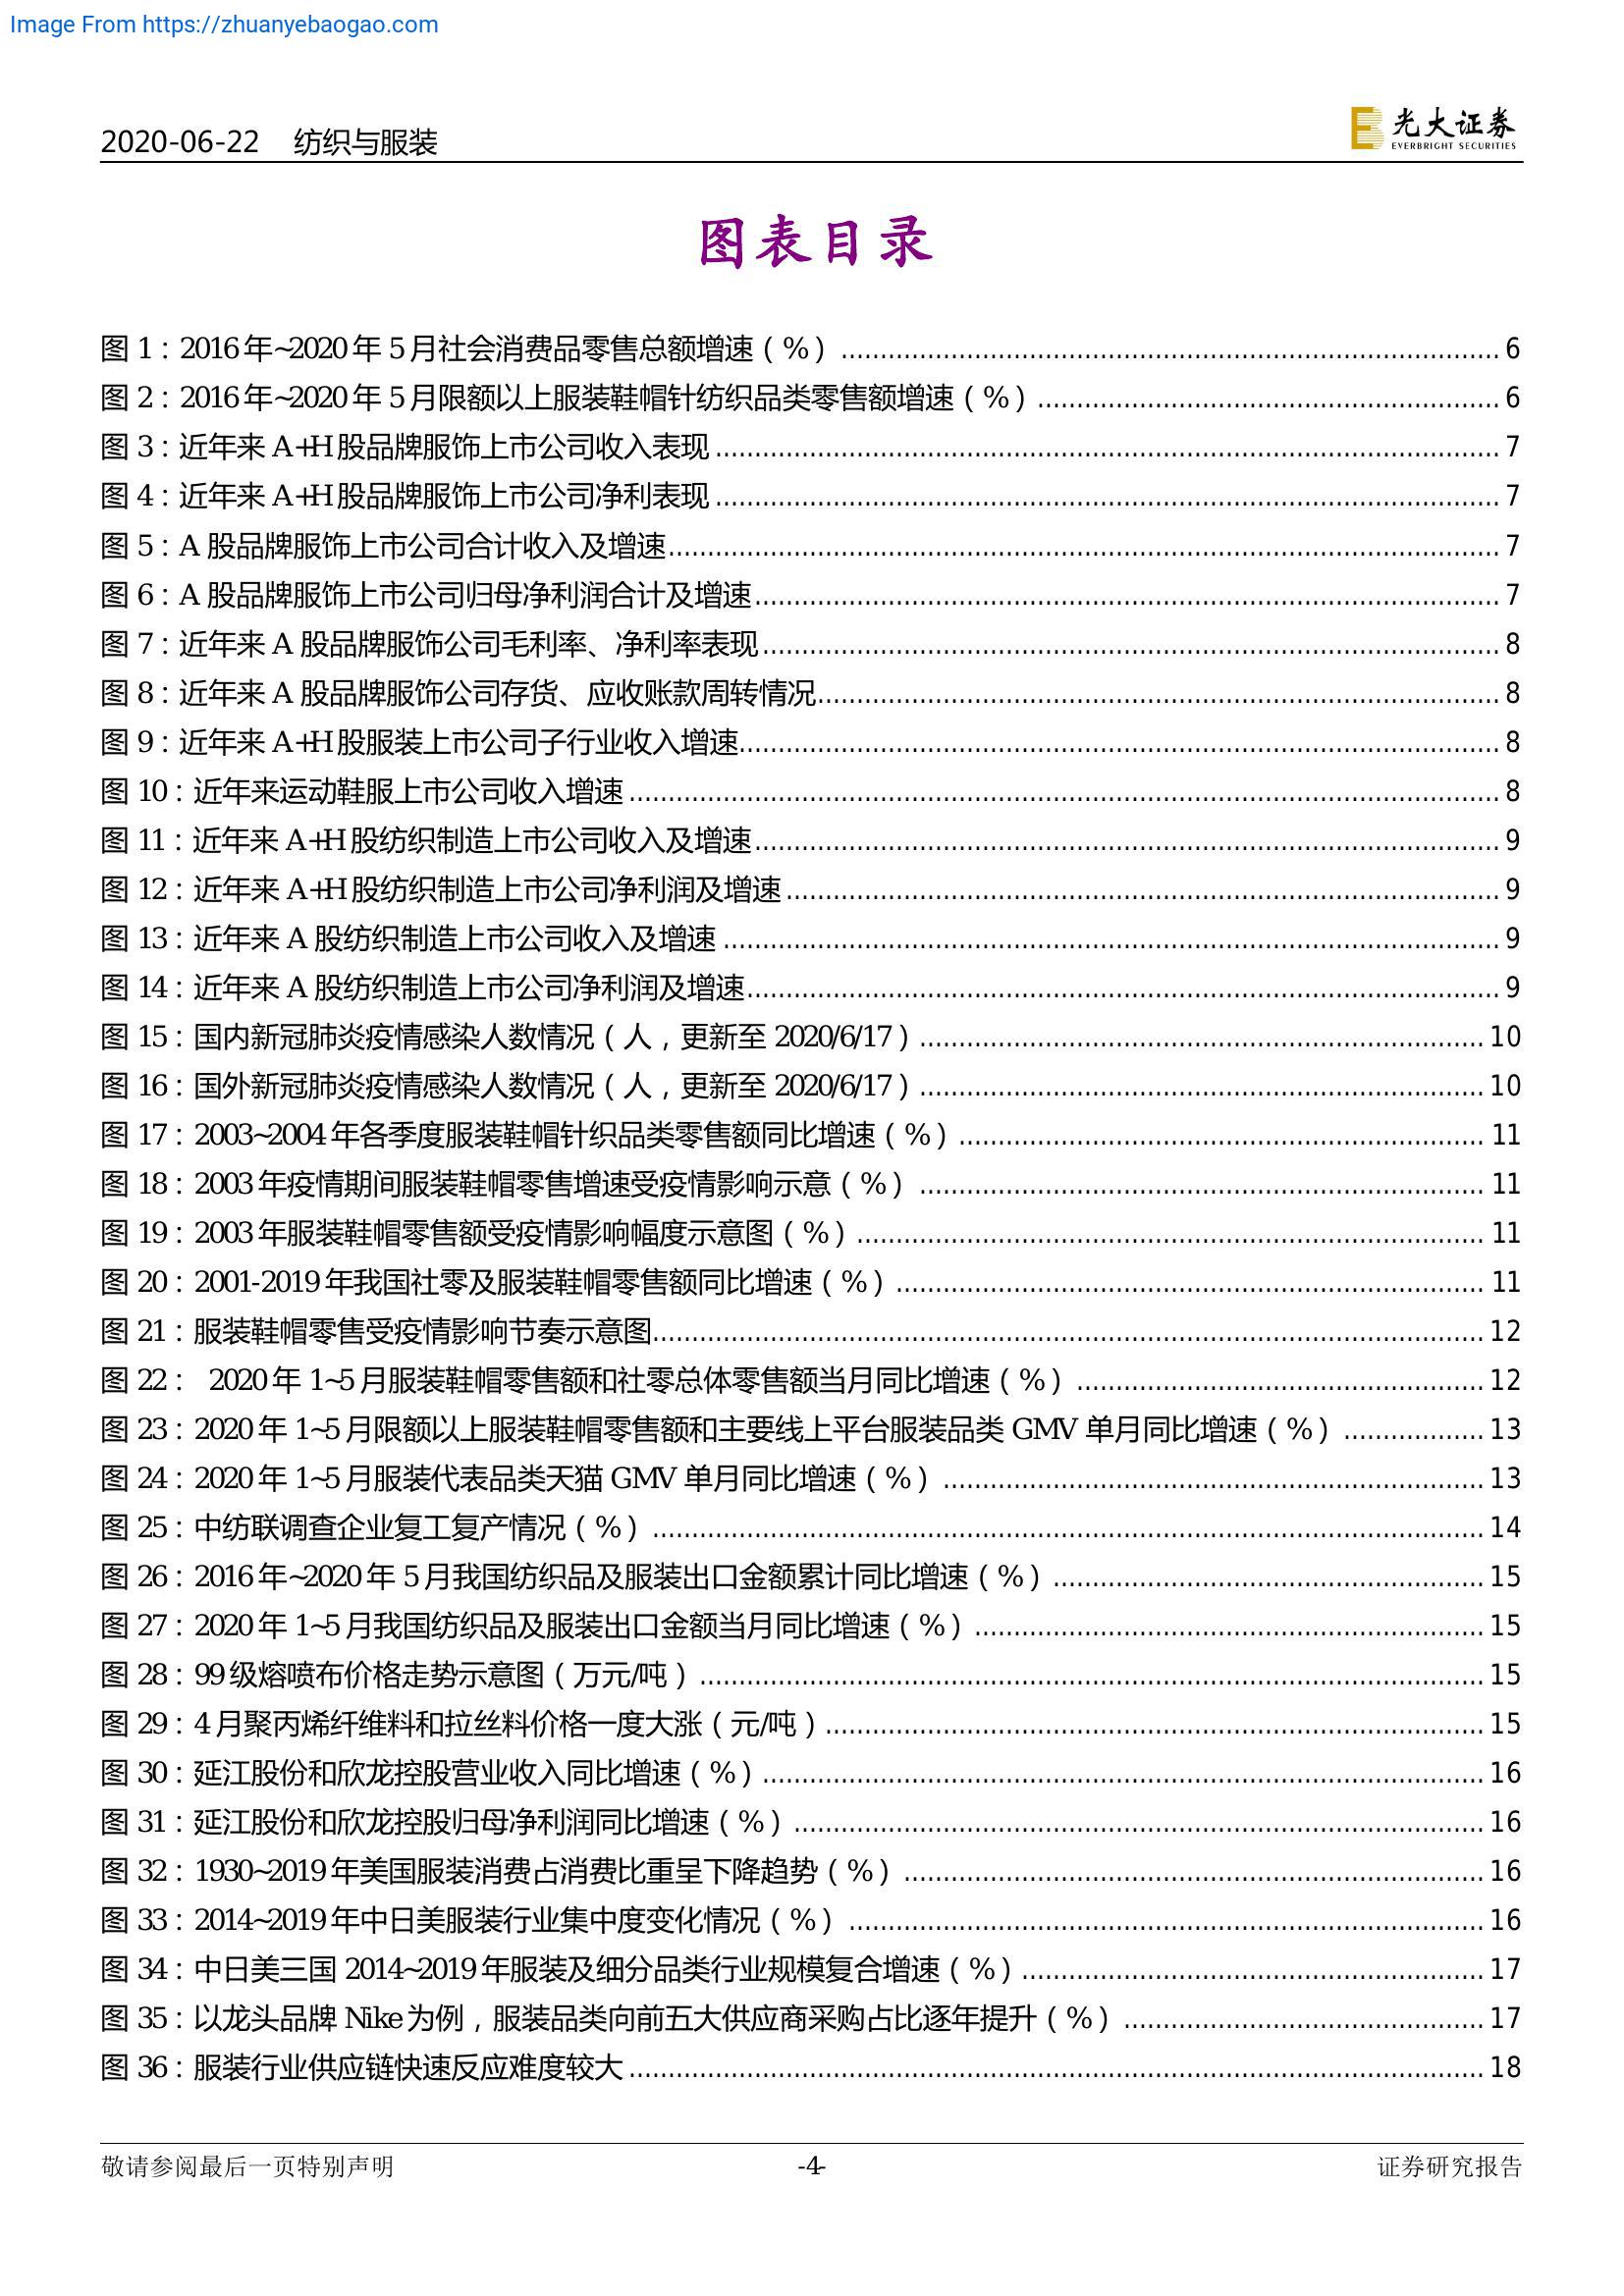 Image From https://zhuanyebaogao.com
2020-06-22 纺织与服装
光大证券
EVERBRIGHT SECURITIES
图表目录
图 1：2016 年~2020 年 5 月社会消费品零售总额增速（%） 6
图 2：2016 年~2020 年 5 月限额以上服装鞋帽针纺织品类零售额增速（%） 6
图 3：近年来 A+H 股品牌服饰上市公司收入表现 7
图 4：近年来 A+H 股品牌服饰上市公司净利表现 7
图 5：A 股品牌服饰上市公司合计收入及增速 7
图 6：A 股品牌服饰上市公司归母净利润合计及增速 7
图 7：近年来 A 股品牌服饰公司毛利率、净利率表现 8
图 8：近年来 A 股品牌服饰公司存货、应收账款周转情况 8
图 9：近年来 A+H 股服装上市公司子行业收入增速 8
图 10：近年来运动鞋服上市公司收入增速 8
图 11：近年来 A+H 股纺织制造上市公司收入及增速 9
图 12：近年来 A+H 股纺织制造上市公司净利润及增速 9
图 13：近年来 A 股纺织制造上市公司收入及增速 9
图 14：近年来 A 股纺织制造上市公司净利润及增速 9
图 15：国内新冠肺炎疫情感染人数情况（人，更新至 2020/6/17） 10
图 16：国外新冠肺炎疫情感染人数情况（人，更新至 2020/6/17） 10
图 17：2003~2004 年各季度服装鞋帽针织品类零售额同比增速（%） 11
图 18：2003 年疫情期间服装鞋帽零售增速受疫情影响示意（%） 11
图 19：2003 年服装鞋帽零售额受疫情影响幅度示意图（%） 11
图 20：2001-2019 年我国社零及服装鞋帽零售额同比增速（%） 11
图 21：服装鞋帽零售受疫情影响节奏示意图 12
图 22： 2020 年 1~5 月服装鞋帽零售额和社零总体零售额当月同比增速（%） 12
图 23：2020 年 1~5 月限额以上服装鞋帽零售额和主要线上平台服装品类 GMV 单月同比增速（%） 13
图 24：2020 年 1~5 月服装代表品类天猫 GMV 单月同比增速（%） 13
图 25：中纺联调查企业复工复产情况（%） 14
图 26：2016 年~2020 年 5 月我国纺织品及服装出口金额累计同比增速（%） 15
图 27：2020 年 1~5 月我国纺织品及服装出口金额当月同比增速（%） 15
图 28：99 级熔喷布价格走势示意图（万元/吨） 15
图 29：4 月聚丙烯纤维料和拉丝料价格一度大涨（元/吨） 15
图 30：延江股份和欣龙控股营业收入同比增速（%） 16
图 31：延江股份和欣龙控股归母净利润同比增速（%） 16
图 32：1930~2019 年美国服装消费占消费比重呈下降趋势（%） 16
图 33：2014~2019 年中日美服装行业集中度变化情况（%） 16
图 34：中日美三国 2014~2019 年服装及细分品类行业规模复合增速（%） 17
图 35：以龙头品牌 Nike 为例，服装品类向前五大供应商采购占比逐年提升（%） 17
图 36：服装行业供应链快速反应难度较大 18
敬请参阅最后一页特别声明 -4- 证券研究报告